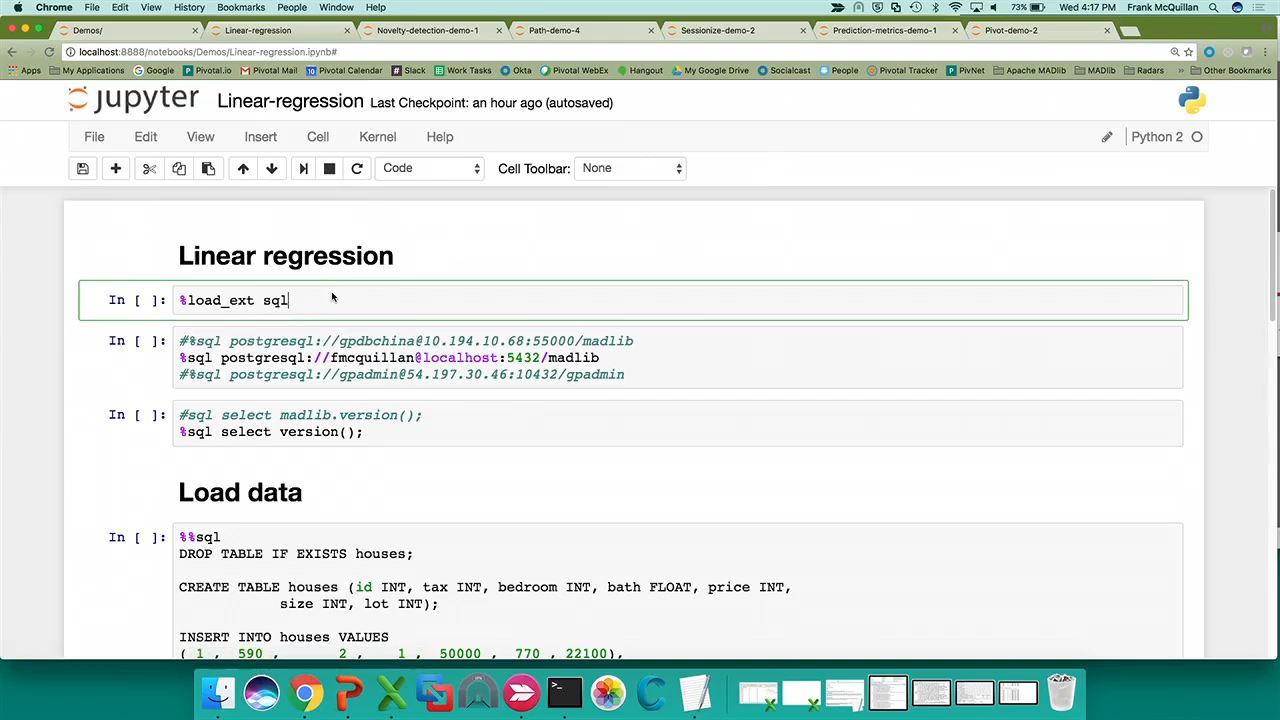 Chrome File Edit View History Bookmarks People Window Help 73% Wed 4:17 PM Frank McQuillan
Demos/ Linear-regression Novelty-detection-demo-1 Path-demo-4 Sessionize-demo-2 Prediction-metrics-demo-1 Pivot-demo-2
localhost:8888/notebooks/Demos/Linear-regression.ipynb#
Apps My Applications Google Pivotal.io Pivotal Mail Pivotal Calendar Slack Work Tasks Okta Pivotal WebEx Hangout My Google Drive Socialcast People Pivotal Tracker PivNet Apache MADlib MADlib Radars » Other Bookmarks
jupyter Linear-regression Last Checkpoint: an hour ago (autosaved)
File Edit View Insert Cell Kernel Help Python 2
Code Cell Toolbar: None
Linear regression
In [ ]: %load_ext sql
In [ ]: #%sql postgresql://gpdbchina@10.194.10.68:55000/madlib
%sql postgresql://fmcquillan@localhost:5432/madlib
#%sql postgresql://gpadmin@54.197.30.46:10432/gpadmin
In [ ]: #sql select madlib.version();
%sql select version();
Load data
In [ ]: %%sql
DROP TABLE IF EXISTS houses;
CREATE TABLE houses (id INT, tax INT, bedroom INT, bath FLOAT, price INT,
size INT, lot INT);
INSERT INTO houses VALUES
( 1 , 590 , 2 , 1 , 50000 , 770 , 22100),